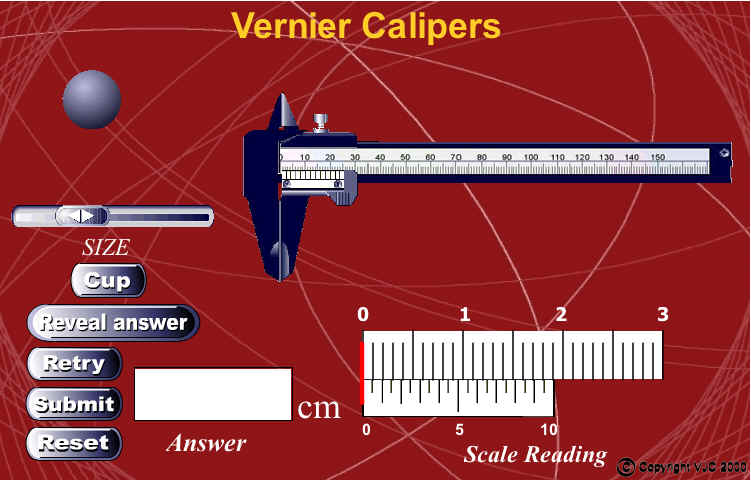 Vernier Calipers
10 20 30 40 50 60 70 80 90 100 110 120 130 140 150
SIZE
Cup
Reveal answer
Retry
Submit
Reset
cm
Answer
0 1 2 3
0 5 10
Scale Reading
© Copyright VJC 2000